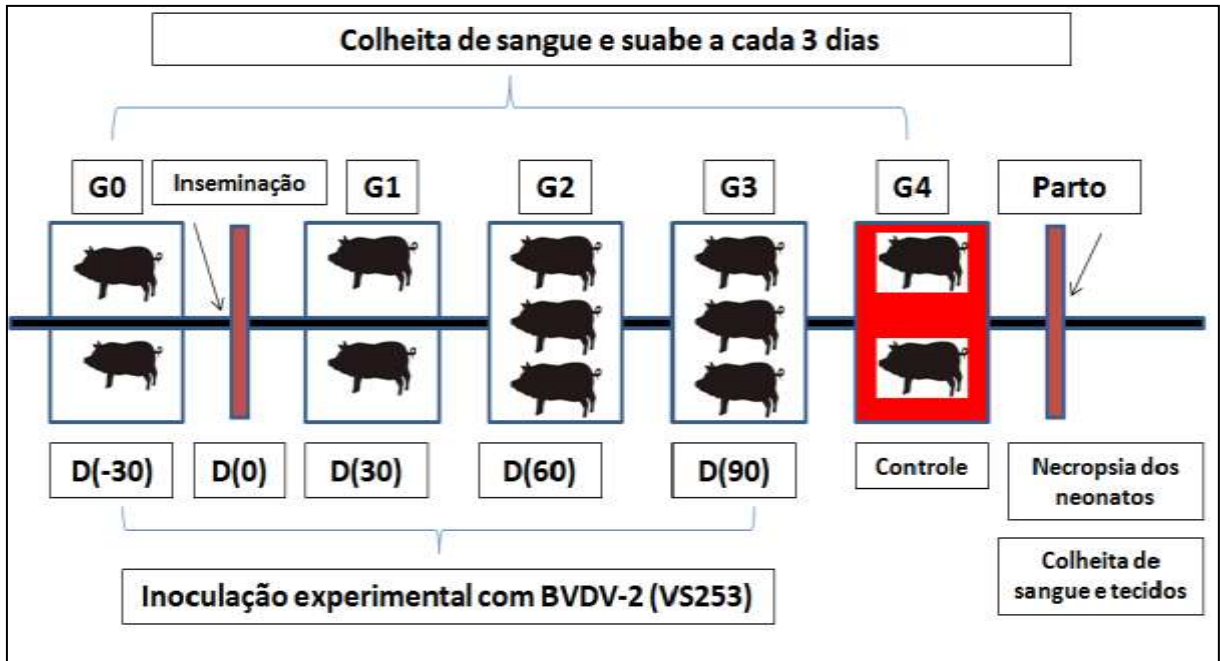 Colheita de sangue e suabe a cada 3 dias
G0
Inseminação
G1
G2
G3
G4
Parto
D(-30)
D(0)
D(30)
D(60)
D(90)
Controle
Necropsia dos
neonatos
Inoculação experimental com BVDV-2 (VS253)
Colheita de
sangue e tecidos